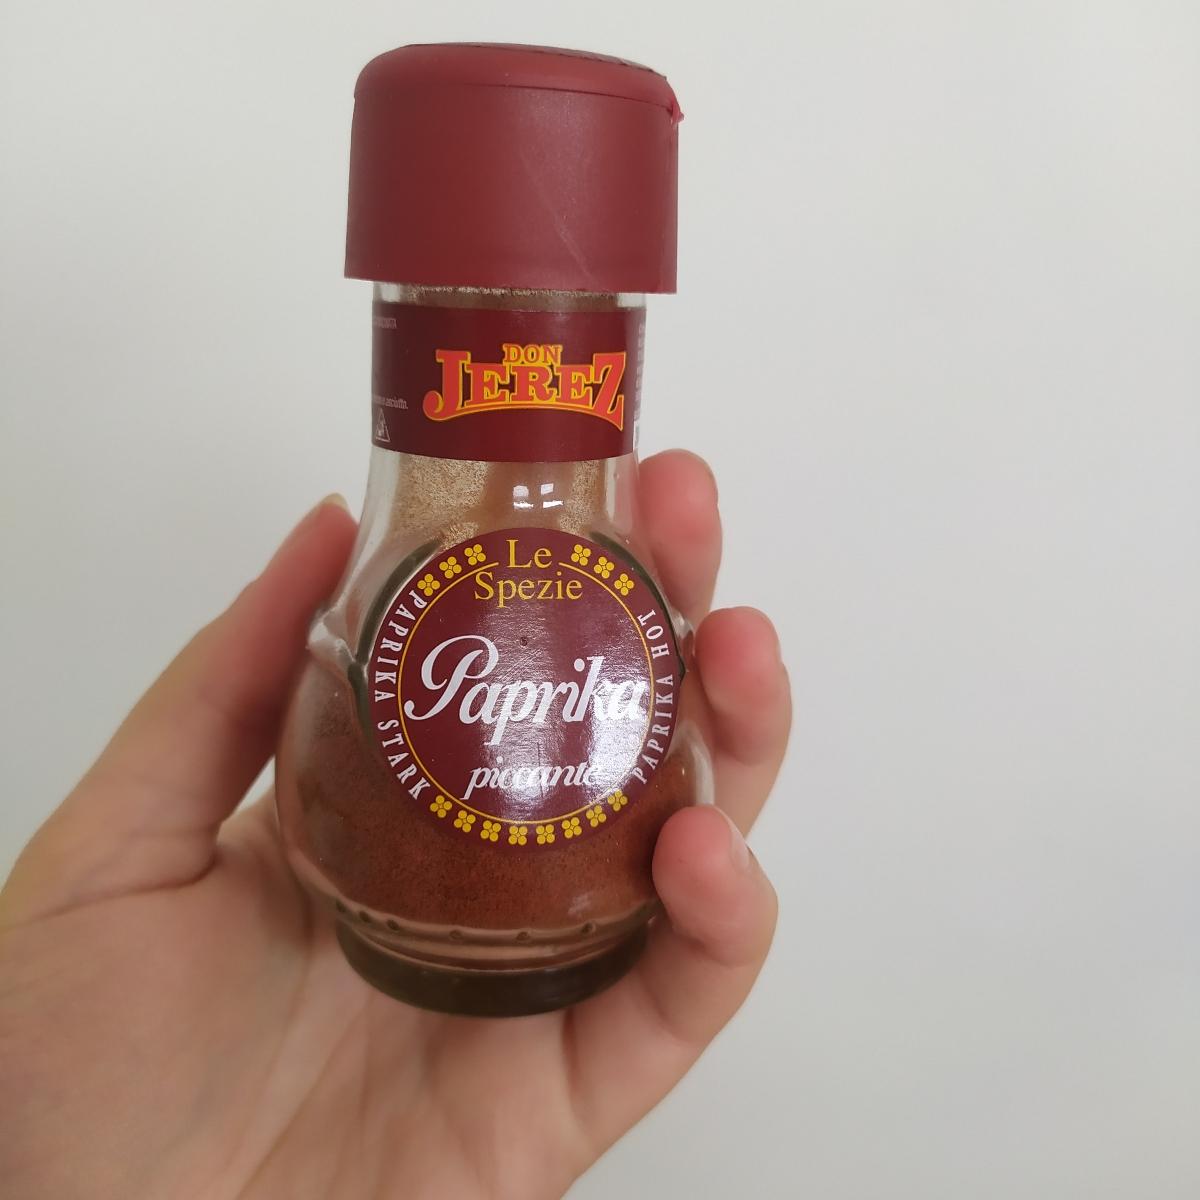 DON
JEREZ
Le
Spezie
Paprika
piccante
PAPRIKA STARK
PAPRIKA HOT